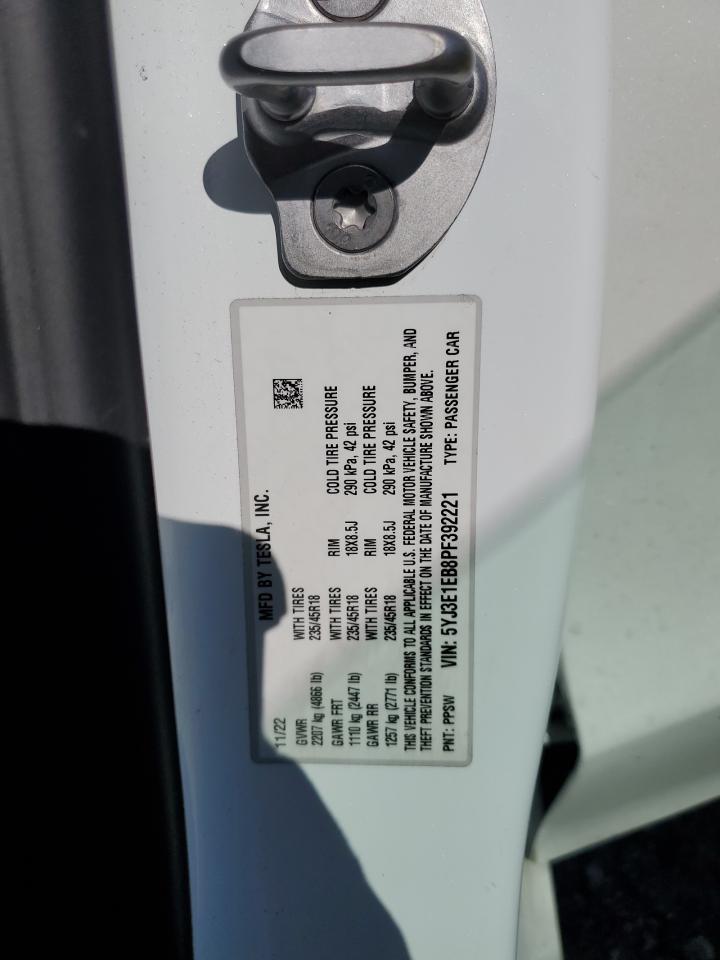 MFD BY TESLA, INC.
11/22
GVWR WITH TIRES
2207 kg (4866 lb) 235/45R18
GAWR FRT WITH TIRES RIM COLD TIRE PRESSURE
1110 kg (2447 lb) 235/45R18 18X8.5J 290 kPa, 42 psi
GAWR RR WITH TIRES RIM COLD TIRE PRESSURE
1257 kg (2771 lb) 235/45R18 18X8.5J 290 kPa, 42 psi
THIS VEHICLE CONFORMS TO ALL APPLICABLE U.S. FEDERAL MOTOR VEHICLE SAFETY, BUMPER, AND
THEFT PREVENTION STANDARDS IN EFFECT ON THE DATE OF MANUFACTURE SHOWN ABOVE.
PNT: PPSW VIN: 5YJ3E1EB8PF392221 TYPE: PASSENGER CAR